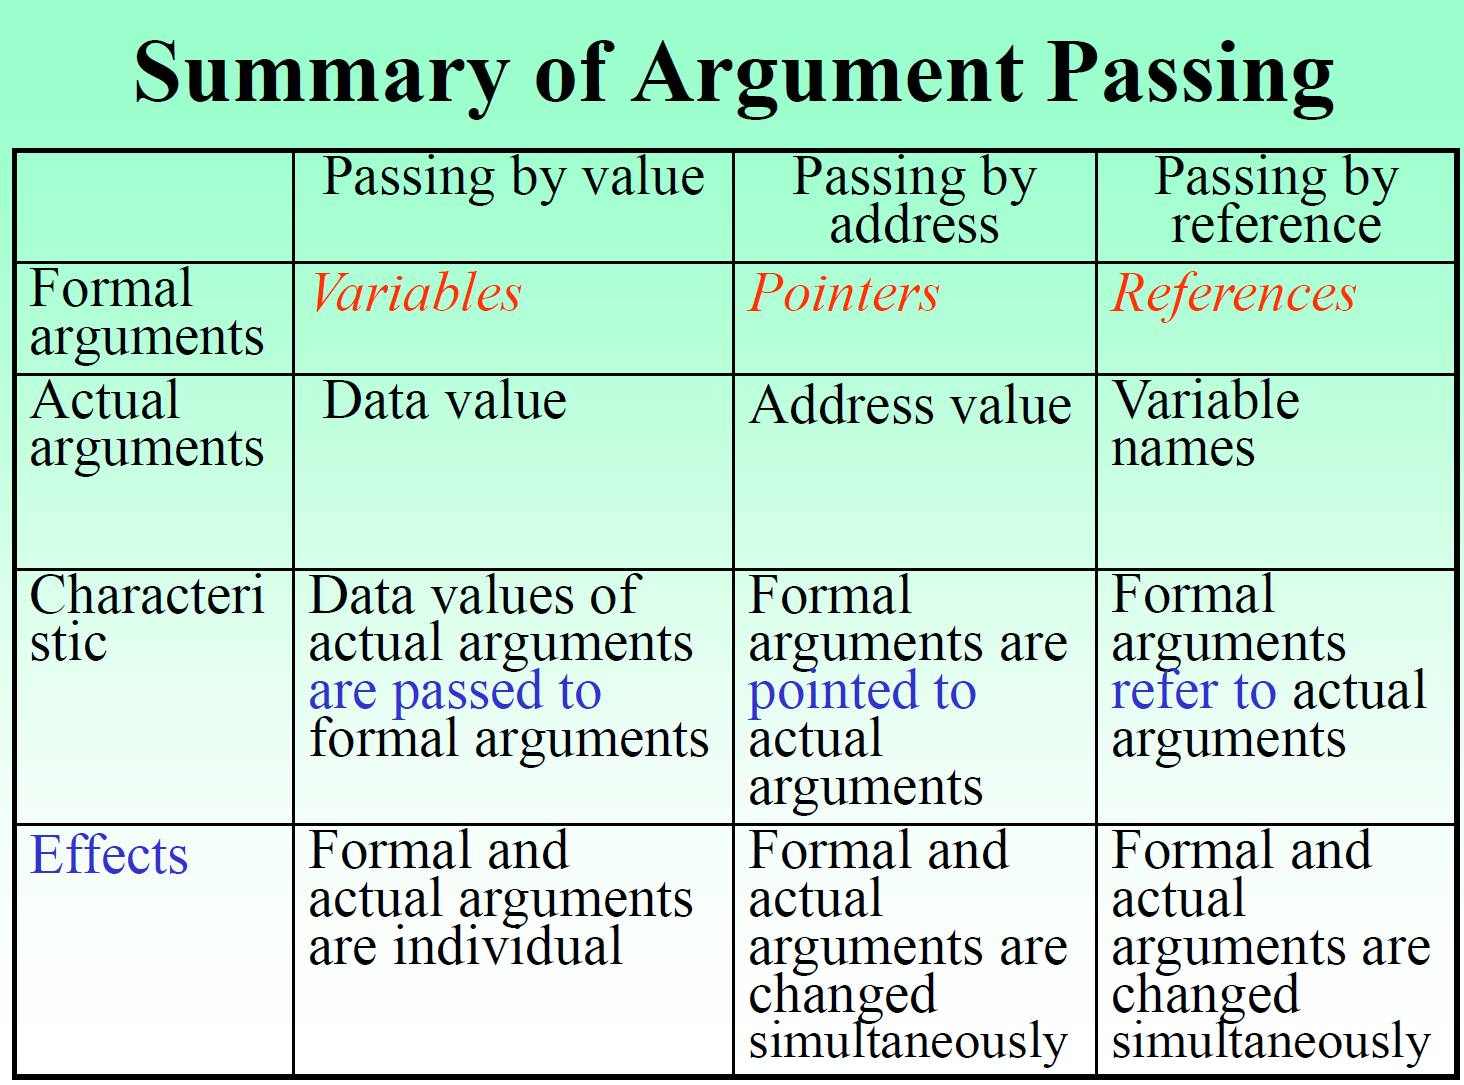 Summary of Argument Passing
Passing by value
Passing by
address
Passing by
reference
Formal
arguments
Variables
Pointers
References
Actual
arguments
Data value
Address value
Variable
names
Characteri
stic
Data values of
actual arguments
are passed to
formal arguments
Formal
arguments are
pointed to
actual
arguments
Formal
arguments
refer to actual
arguments
Effects
Formal and
actual arguments
are individual
Formal and
actual
arguments are
changed
simultaneously
Formal and
actual
arguments are
changed
simultaneously